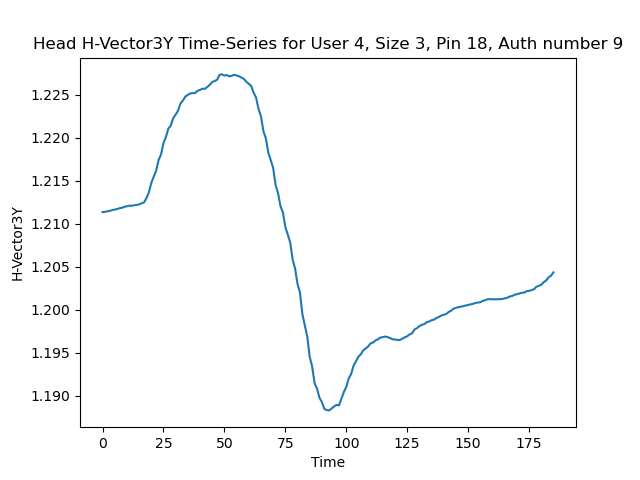 Head H-Vector3Y Time-Series for User 4, Size 3, Pin 18, Auth number 9
H-Vector3Y
1.225
1.220
1.215
1.210
1.205
1.200
1.195
1.190
0 25 50 75 100 125 150 175
Time